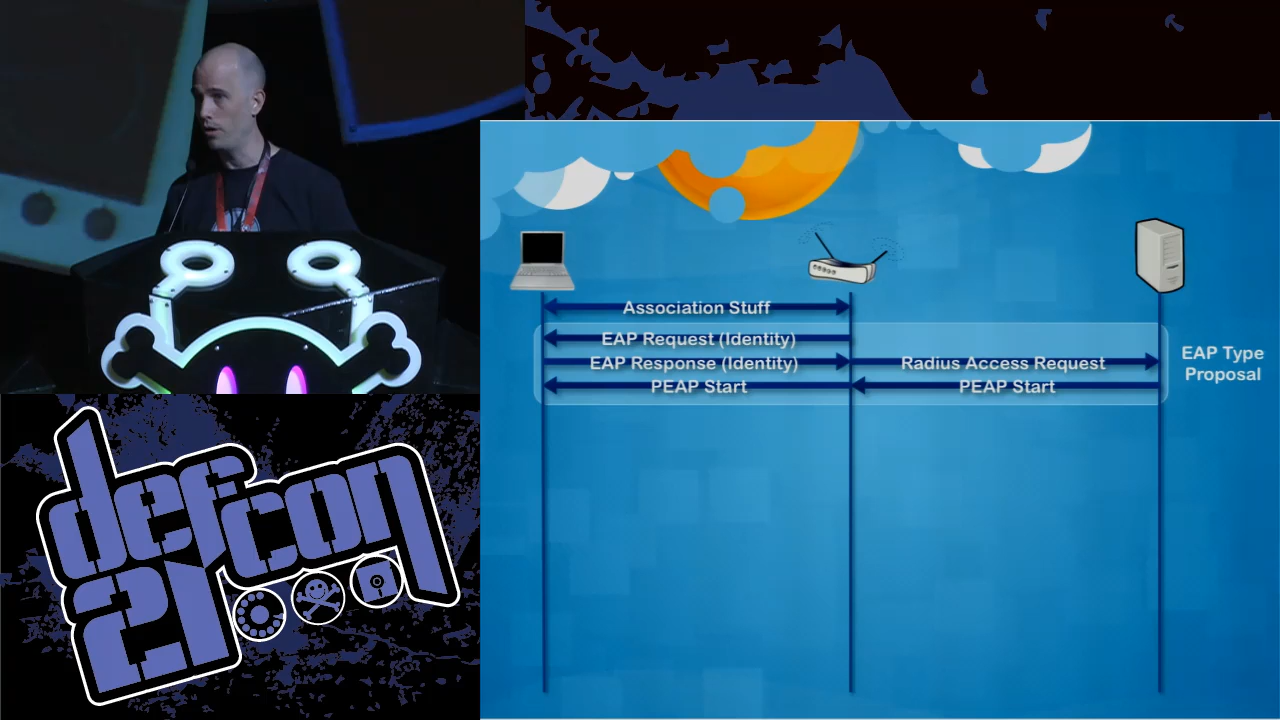 Association Stuff
EAP Request (Identity)
EAP Response (Identity)
Radius Access Request
PEAP Start
PEAP Start
EAP Type
Proposal
defcon
21